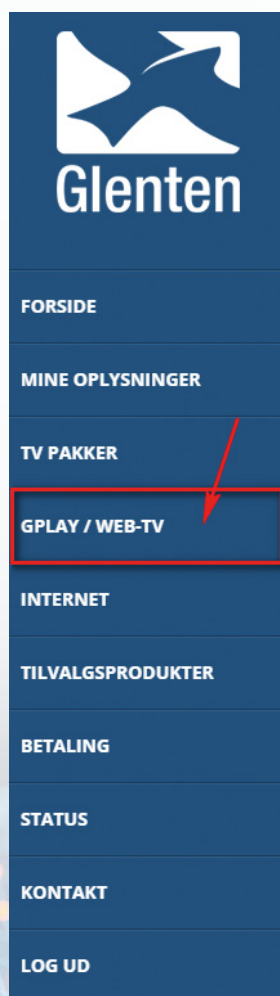 Glenten
FORSIDE
MINE OPLYSNINGER
TV PAKKER
GPLAY / WEB-TV
INTERNET
TILVALGSPRODUKTER
BETALING
STATUS
KONTAKT
LOG UD